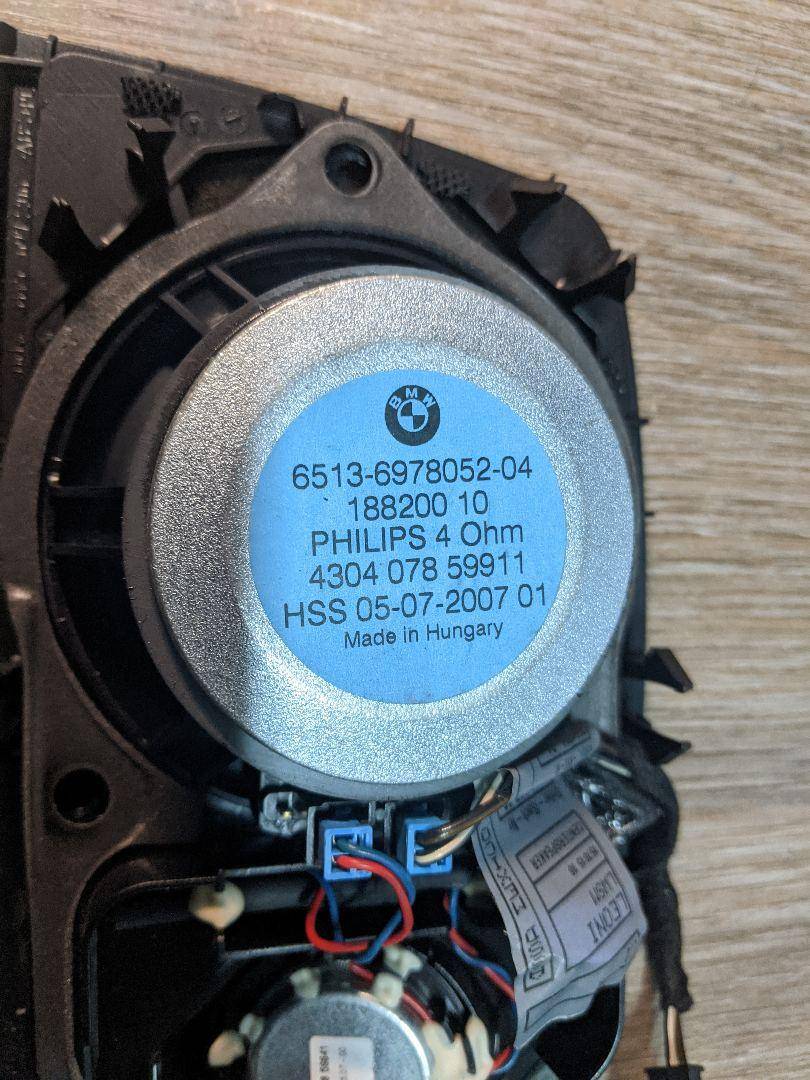 BMW
6513-6978052-04
188200 10
PHILIPS 4 Ohm
4304 078 59911
HSS 05-07-2007 01
Made in Hungary
LEONI